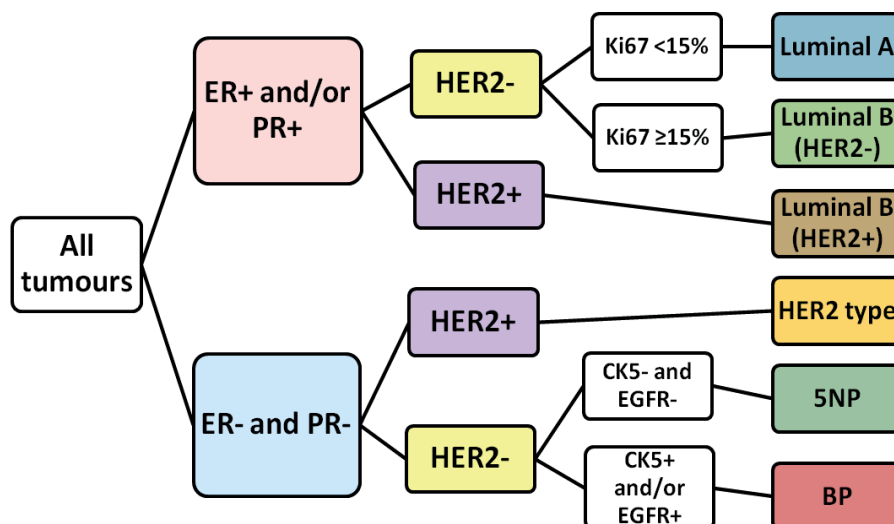 All
tumours
ER+ and/or
PR+
HER2-
Ki67 <15%
Luminal A
Ki67 ≥15%
Luminal B
(HER2-)
HER2+
Luminal B
(HER2+)
ER- and PR-
HER2+
HER2 type
HER2-
CK5- and
EGFR-
5NP
CK5+
and/or
EGFR+
BP